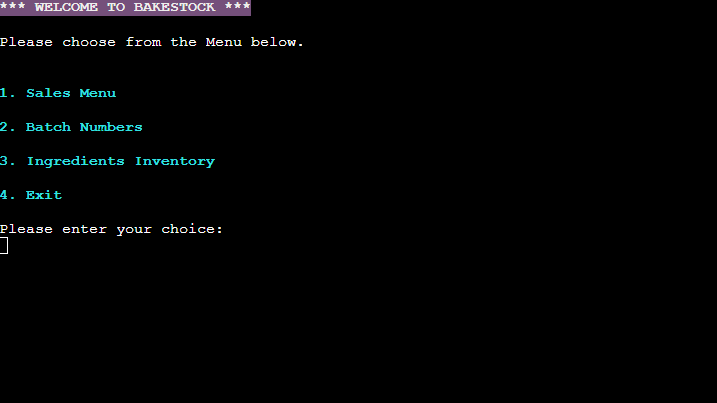 *** WELCOME TO BAKESTOCK ***
Please choose from the Menu below.
1. Sales Menu
2. Batch Numbers
3. Ingredients Inventory
4. Exit
Please enter your choice: